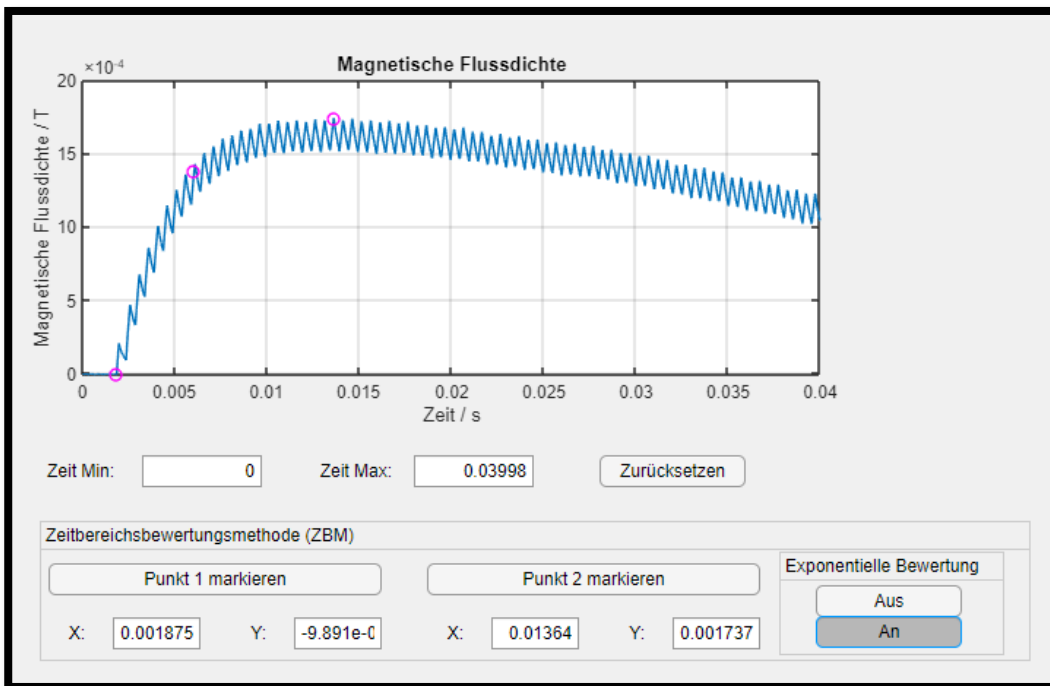 Magnetische Flussdichte
×10⁻⁴
20
15
10
5
0
Magnetische Flussdichte / T
0 0.005 0.01 0.015 0.02 0.025 0.03 0.035 0.04
Zeit / s
Zeit Min: 0 Zeit Max: 0.03998 Zurücksetzen
Zeitbereichsbewertungsmethode (ZBM)
Punkt 1 markieren Punkt 2 markieren Exponentielle Bewertung
Aus
X: 0.001875 Y: -9.891e-0 X: 0.01364 Y: 0.001737 An